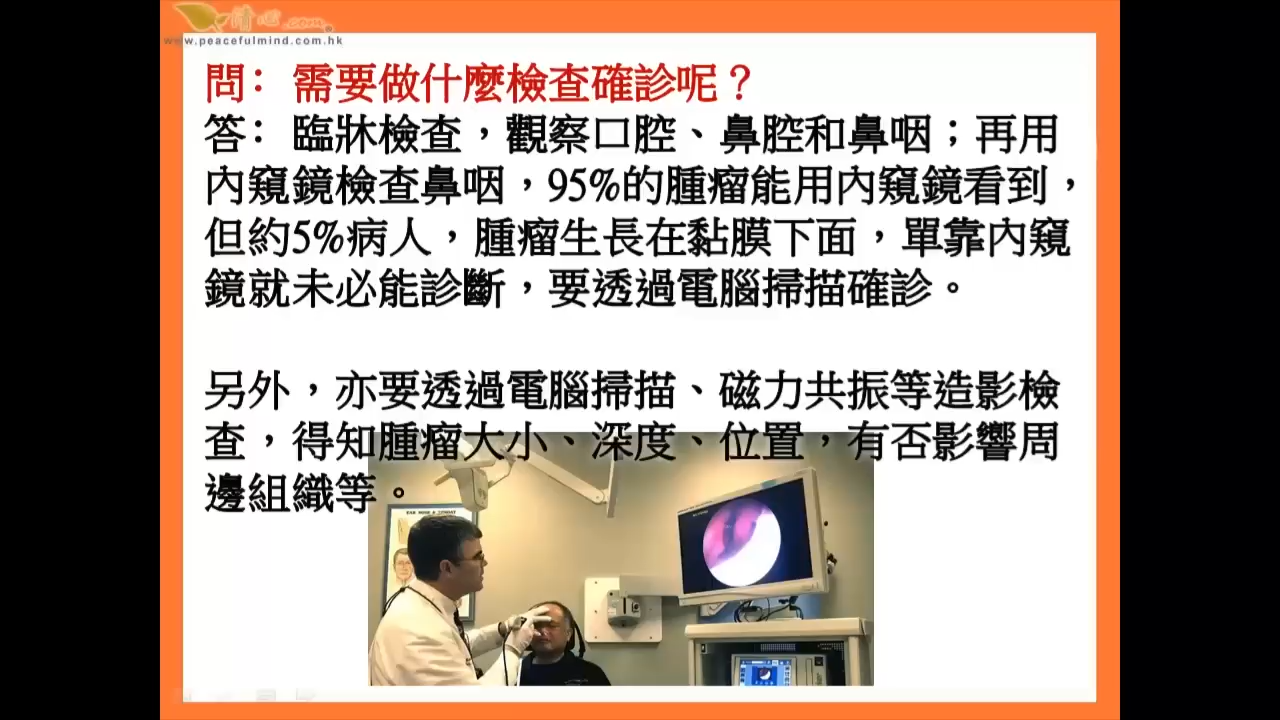 清心.com
www.peacefulmind.com.hk
問：需要做什麼檢查確診呢？
答：臨牀檢查，觀察口腔、鼻腔和鼻咽；再用
內窺鏡檢查鼻咽，95%的腫瘤能用內窺鏡看到，
但約5%病人，腫瘤生長在黏膜下面，單靠內窺
鏡就未必能診斷，要透過電腦掃描確診。
另外，亦要透過電腦掃描、磁力共振等造影檢
查，得知腫瘤大小、深度、位置，有否影響周
邊組織等。
EAR NOSE & THROAT